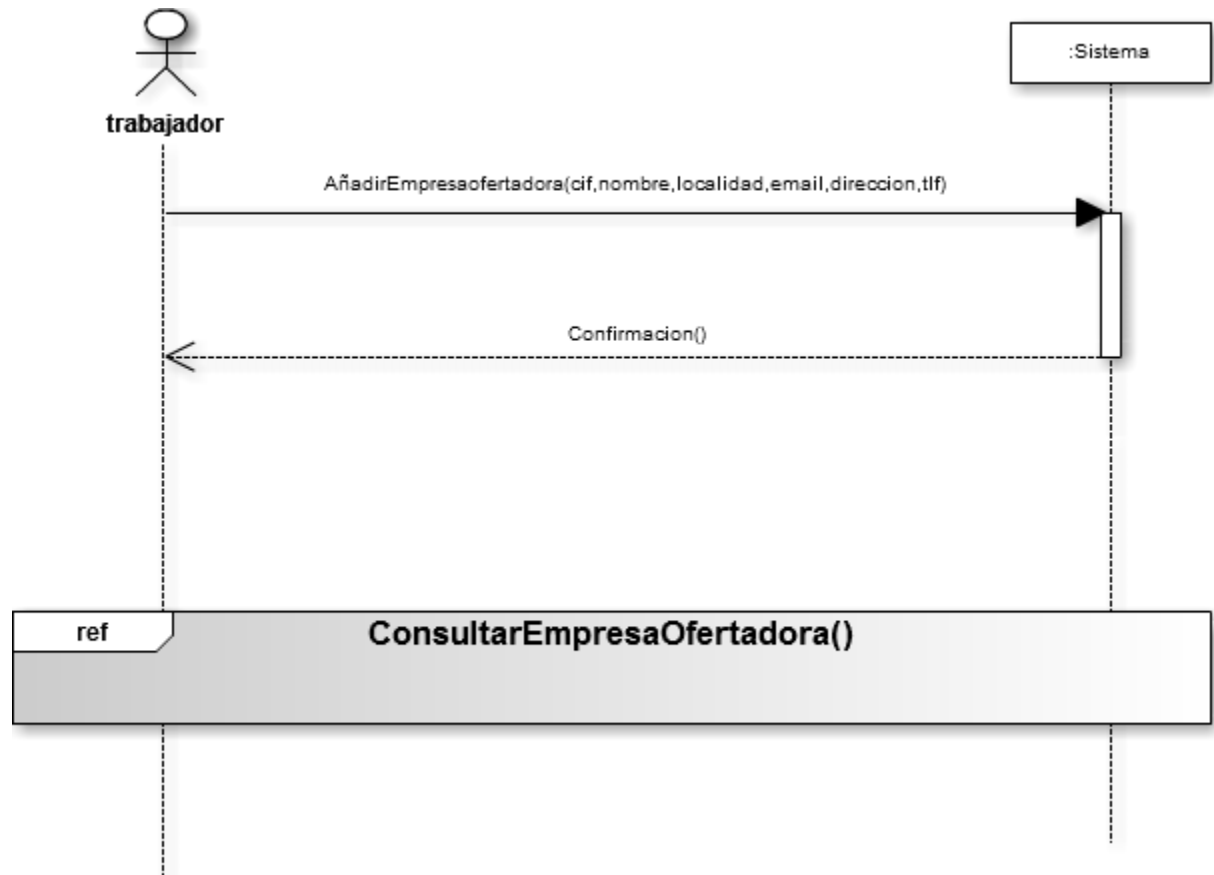 :Sistema
trabajador
AñadirEmpresaofertadora(cif,nombre,localidad,email,direccion,tlf)
Confirmacion()
ref
ConsultarEmpresaOfertadora()